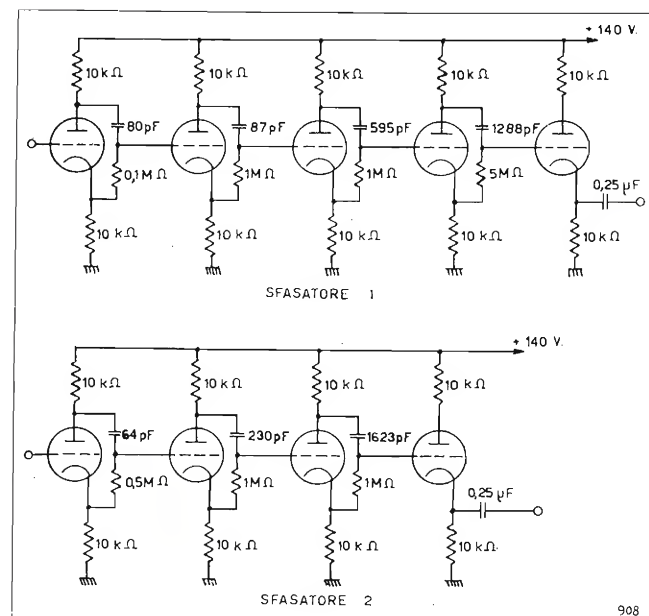 + 140 V.
10 kΩ 10 kΩ 10 kΩ 10 kΩ 10 kΩ
80pF 87pF 595pF 1288pF
0,1MΩ 1MΩ 1MΩ 5MΩ 0,25 µF
10 kΩ 10 kΩ 10 kΩ 10 kΩ 10 kΩ
SFASATORE 1
+ 140 V.
10 kΩ 10 kΩ 10 kΩ 10 kΩ
64pF 230pF 1623pF
0,5MΩ 1MΩ 1MΩ 0,25 µF
10 kΩ 10 kΩ 10 kΩ 10 kΩ
SFASATORE 2
908